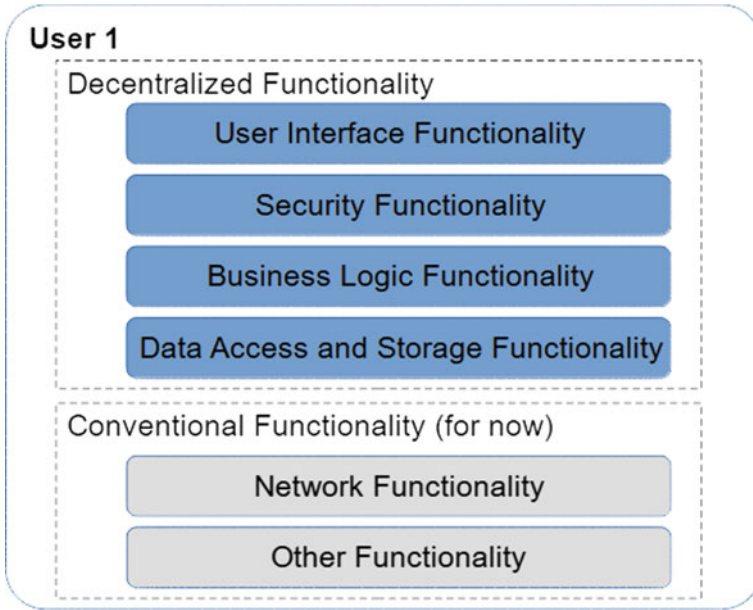 User 1
Decentralized Functionality
User Interface Functionality
Security Functionality
Business Logic Functionality
Data Access and Storage Functionality
Conventional Functionality (for now)
Network Functionality
Other Functionality